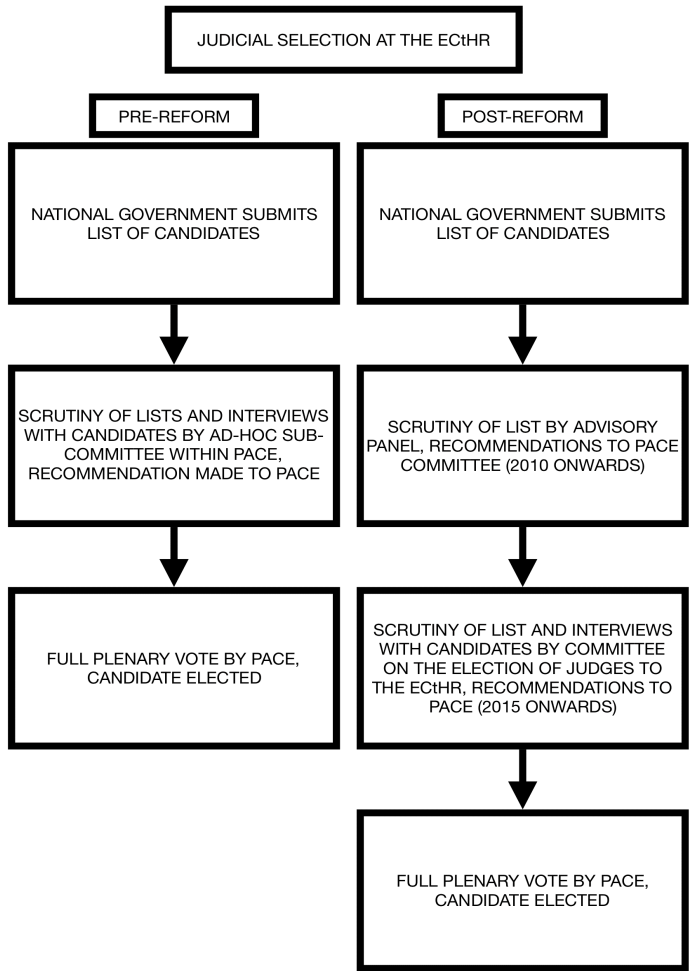 JUDICIAL SELECTION AT THE ECtHR
PRE-REFORM
NATIONAL GOVERNMENT SUBMITS
LIST OF CANDIDATES
SCRUTINY OF LISTS AND INTERVIEWS
WITH CANDIDATES BY AD-HOC SUB-
COMMITTEE WITHIN PACE,
RECOMMENDATION MADE TO PACE
FULL PLENARY VOTE BY PACE,
CANDIDATE ELECTED
POST-REFORM
NATIONAL GOVERNMENT SUBMITS
LIST OF CANDIDATES
SCRUTINY OF LIST BY ADVISORY
PANEL, RECOMMENDATIONS TO PACE
COMMITTEE (2010 ONWARDS)
SCRUTINY OF LIST AND INTERVIEWS
WITH CANDIDATES BY COMMITTEE
ON THE ELECTION OF JUDGES TO
THE ECtHR, RECOMMENDATIONS TO
PACE (2015 ONWARDS)
FULL PLENARY VOTE BY PACE,
CANDIDATE ELECTED